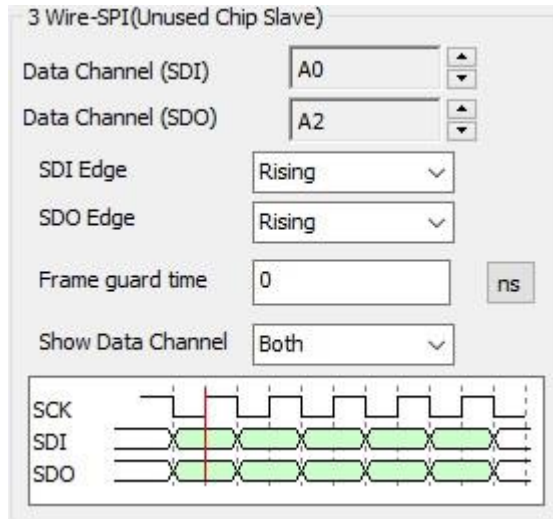 3 Wire-SPI(Unused Chip Slave)
Data Channel (SDI) A0
Data Channel (SDO) A2
SDI Edge Rising
SDO Edge Rising
Frame guard time 0 ns
Show Data Channel Both
SCK
SDI
SDO